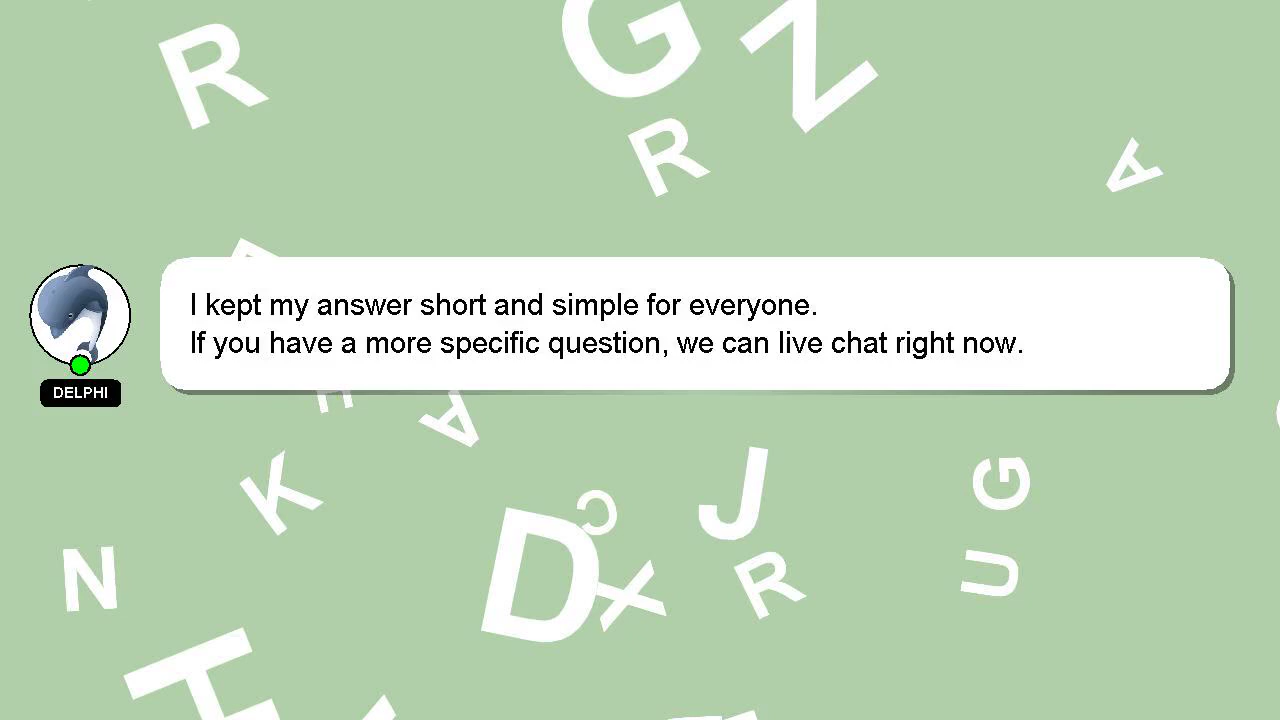 R
G
Z
R
A
I kept my answer short and simple for everyone.
If you have a more specific question, we can live chat right now.
DELPHI
A
K
J
G
C
D
N
X
R
U